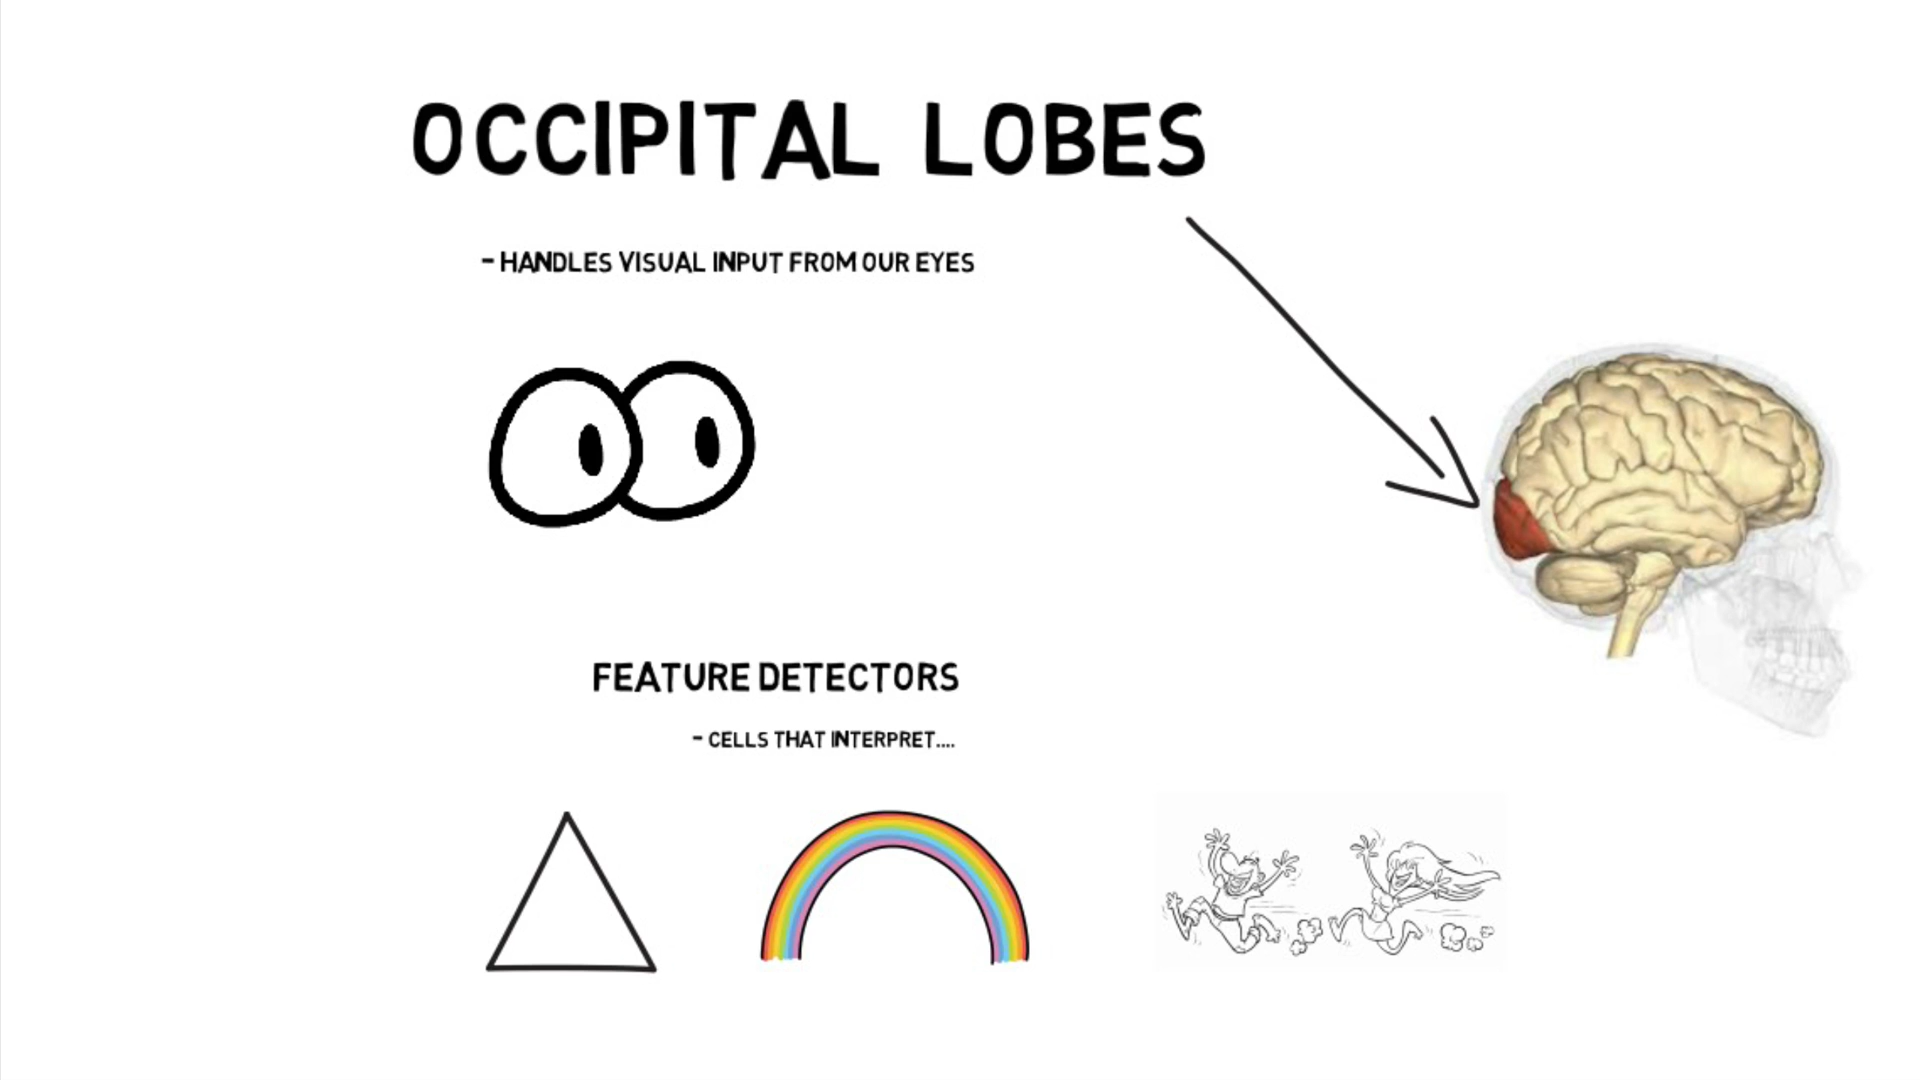 OCCIPITAL LOBES
- HANDLES VISUAL INPUT FROM OUR EYES
FEATURE DETECTORS
- CELLS THAT INTERPRET....